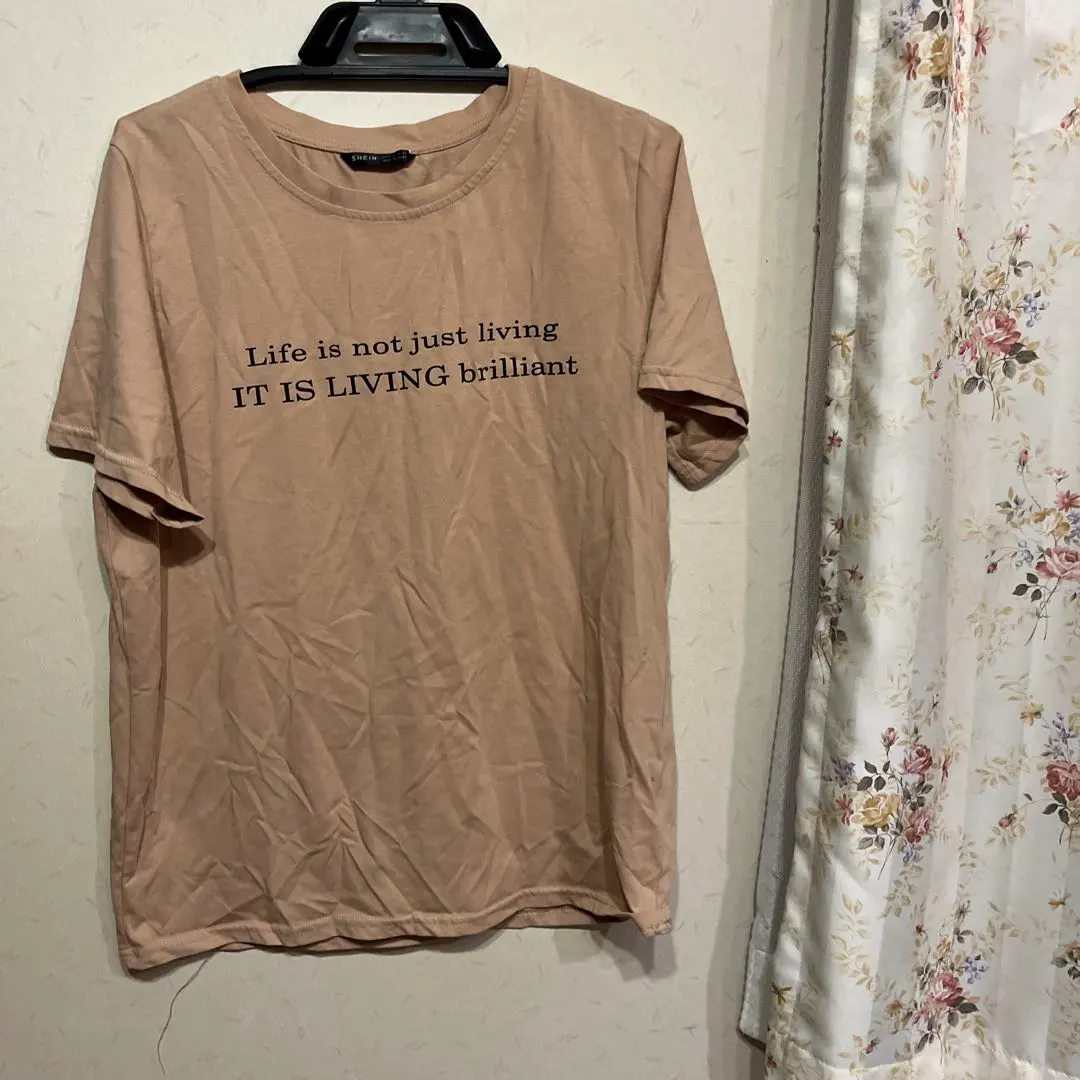 SHEIN
Life is not just living
IT IS LIVING brilliant